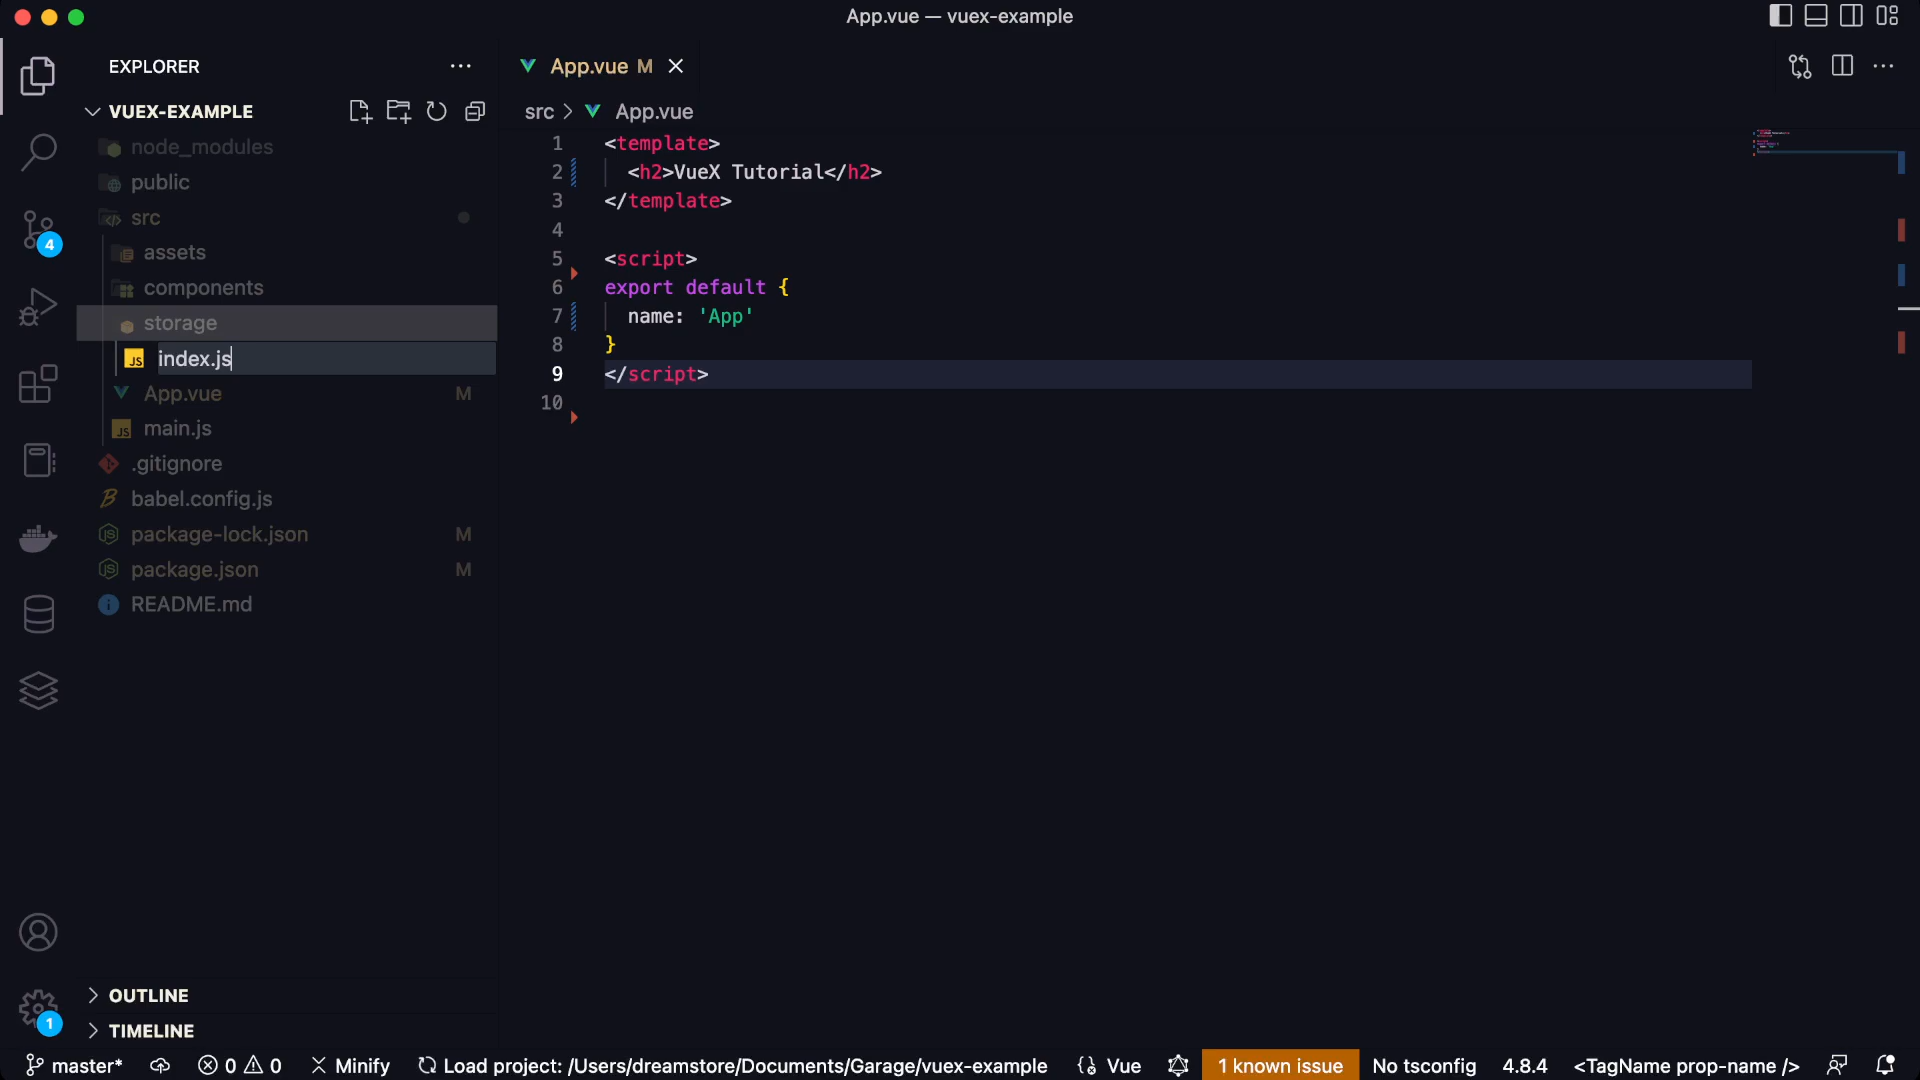 App.vue — vuex-example
EXPLORER
App.vue M
VUEX-EXAMPLE
src > App.vue
node_modules
public
src
assets
components
storage
JS index.js
App.vue M
JS main.js
.gitignore
babel.config.js
package-lock.json M
package.json M
README.md
4
1 <template>
2 <h2>VueX Tutorial</h2>
3 </template>
4
5 <script>
6 export default {
7 name: 'App'
8 }
9 </script>
10
OUTLINE
1
TIMELINE
master* 0 0 Minify Load project: /Users/dreamstore/Documents/Garage/vuex-example Vue 1 known issue No tsconfig 4.8.4 <TagName prop-name />